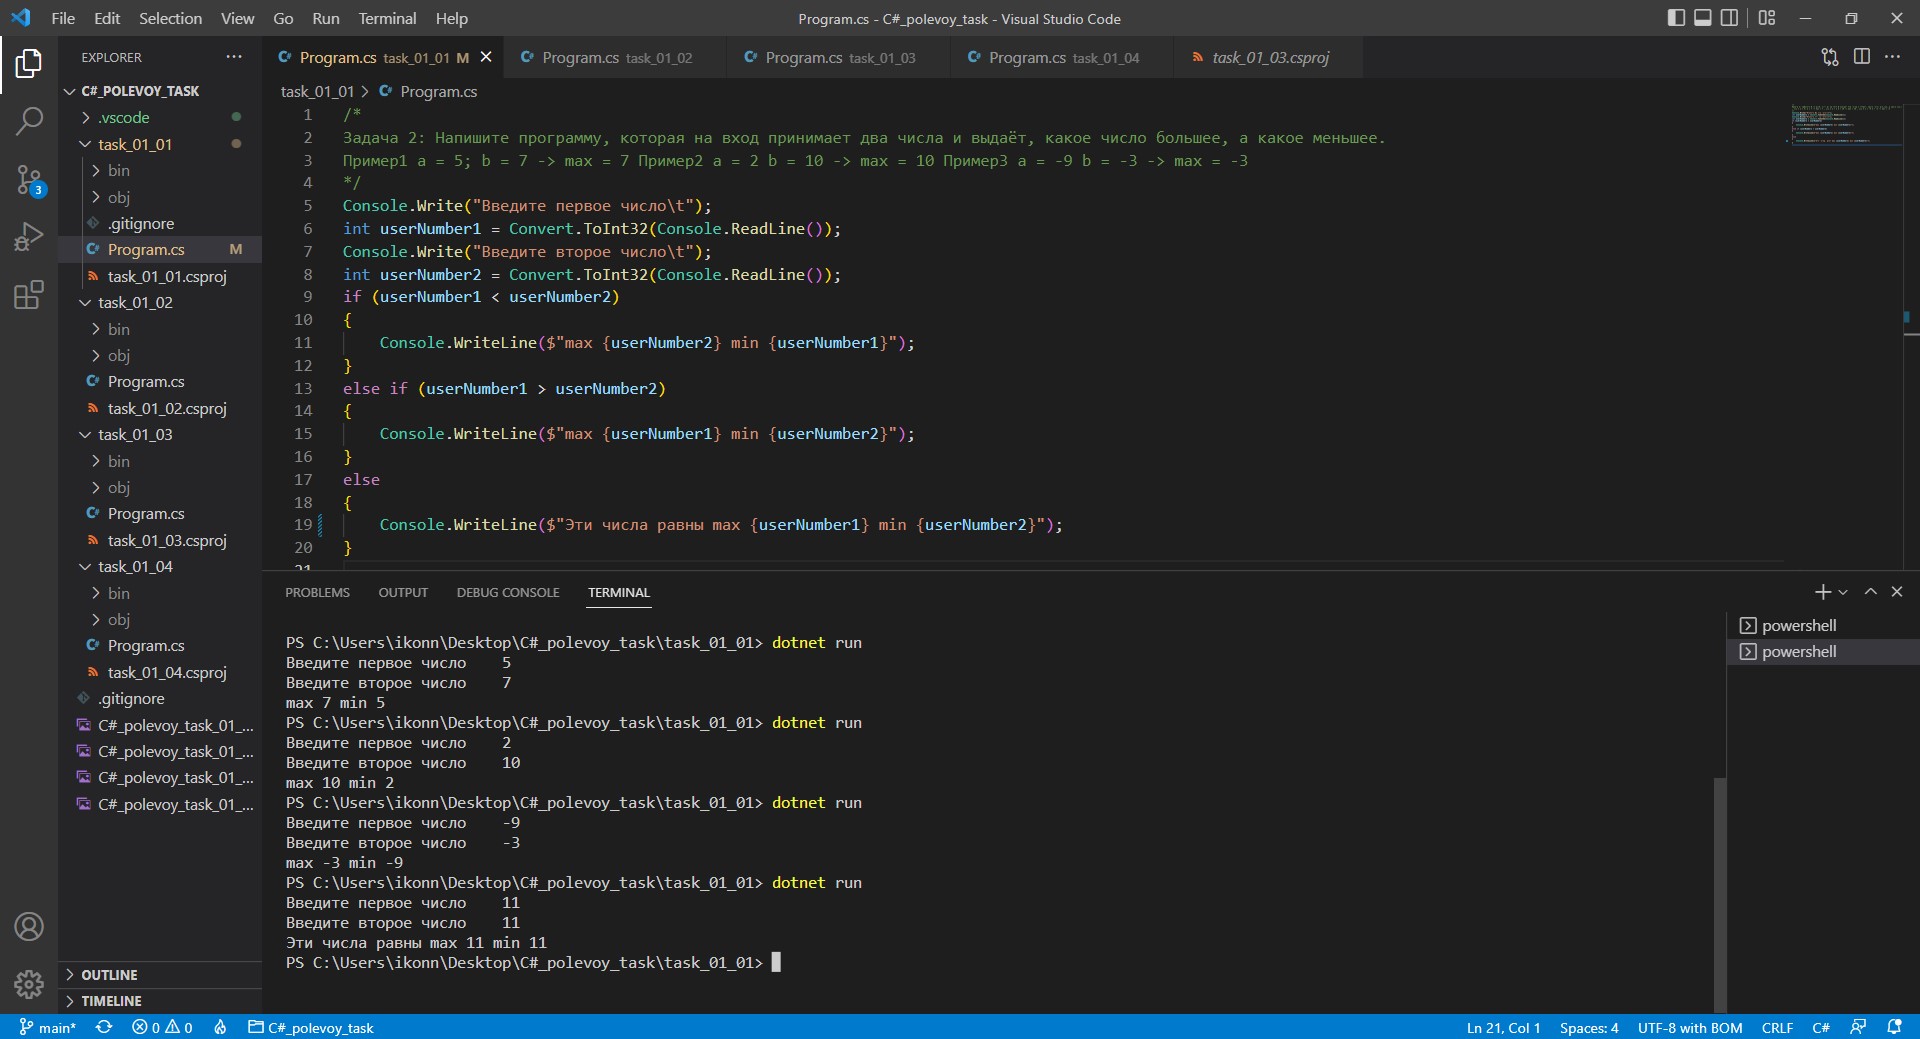 File Edit Selection View Go Run Terminal Help
Program.cs - C#_polevoy_task - Visual Studio Code
EXPLORER
C#_POLEVOY_TASK
.vscode
task_01_01
bin
obj
.gitignore
Program.cs M
task_01_01.csproj
task_01_02
bin
obj
Program.cs
task_01_02.csproj
task_01_03
bin
obj
Program.cs
task_01_03.csproj
task_01_04
bin
obj
Program.cs
task_01_04.csproj
.gitignore
C#_polevoy_task_01_...
C#_polevoy_task_01_...
C#_polevoy_task_01_...
C#_polevoy_task_01_...
OUTLINE
TIMELINE
3
Program.cs task_01_01 M
Program.cs task_01_02
Program.cs task_01_03
Program.cs task_01_04
task_01_03.csproj
task_01_01 > Program.cs
1 /*
2 Задача 2: Напишите программу, которая на вход принимает два числа и выдаёт, какое число большее, а какое меньшее.
3 Пример1 a = 5; b = 7 -> max = 7 Пример2 a = 2 b = 10 -> max = 10 Пример3 a = -9 b = -3 -> max = -3
4 */
5 Console.Write("Введите первое число\t");
6 int userNumber1 = Convert.ToInt32(Console.ReadLine());
7 Console.Write("Введите второе число\t");
8 int userNumber2 = Convert.ToInt32(Console.ReadLine());
9 if (userNumber1 < userNumber2)
10 {
11 Console.WriteLine($"max {userNumber2} min {userNumber1}");
12 }
13 else if (userNumber1 > userNumber2)
14 {
15 Console.WriteLine($"max {userNumber1} min {userNumber2}");
16 }
17 else
18 {
19 Console.WriteLine($"Эти числа равны max {userNumber1} min {userNumber2}");
20 }
21
PROBLEMS OUTPUT DEBUG CONSOLE TERMINAL
PS C:\Users\ikonn\Desktop\C#_polevoy_task\task_01_01> dotnet run
Введите первое число 5
Введите второе число 7
max 7 min 5
PS C:\Users\ikonn\Desktop\C#_polevoy_task\task_01_01> dotnet run
Введите первое число 2
Введите второе число 10
max 10 min 2
PS C:\Users\ikonn\Desktop\C#_polevoy_task\task_01_01> dotnet run
Введите первое число -9
Введите второе число -3
max -3 min -9
PS C:\Users\ikonn\Desktop\C#_polevoy_task\task_01_01> dotnet run
Введите первое число 11
Введите второе число 11
Эти числа равны max 11 min 11
PS C:\Users\ikonn\Desktop\C#_polevoy_task\task_01_01>
powershell
powershell
main* 0 0 C#_polevoy_task
Ln 21, Col 1 Spaces: 4 UTF-8 with BOM CRLF C#